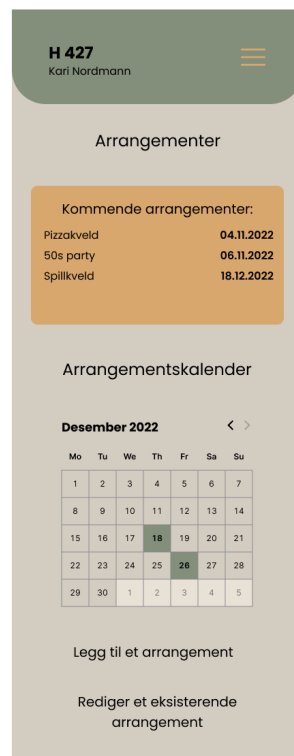 H 427
Kari Nordmann
Arrangementer
Kommende arrangementer:
Pizzakveld 04.11.2022
50s party 06.11.2022
Spillkveld 18.12.2022
Arrangementskalender
Desember 2022 < >
Mo Tu We Th Fr Sa Su
1 2 3 4 5 6 7
8 9 10 11 12 13 14
15 16 17 18 19 20 21
22 23 24 25 26 27 28
29 30 1 2 3 4 5
Legg til et arrangement
Rediger et eksisterende
arrangement